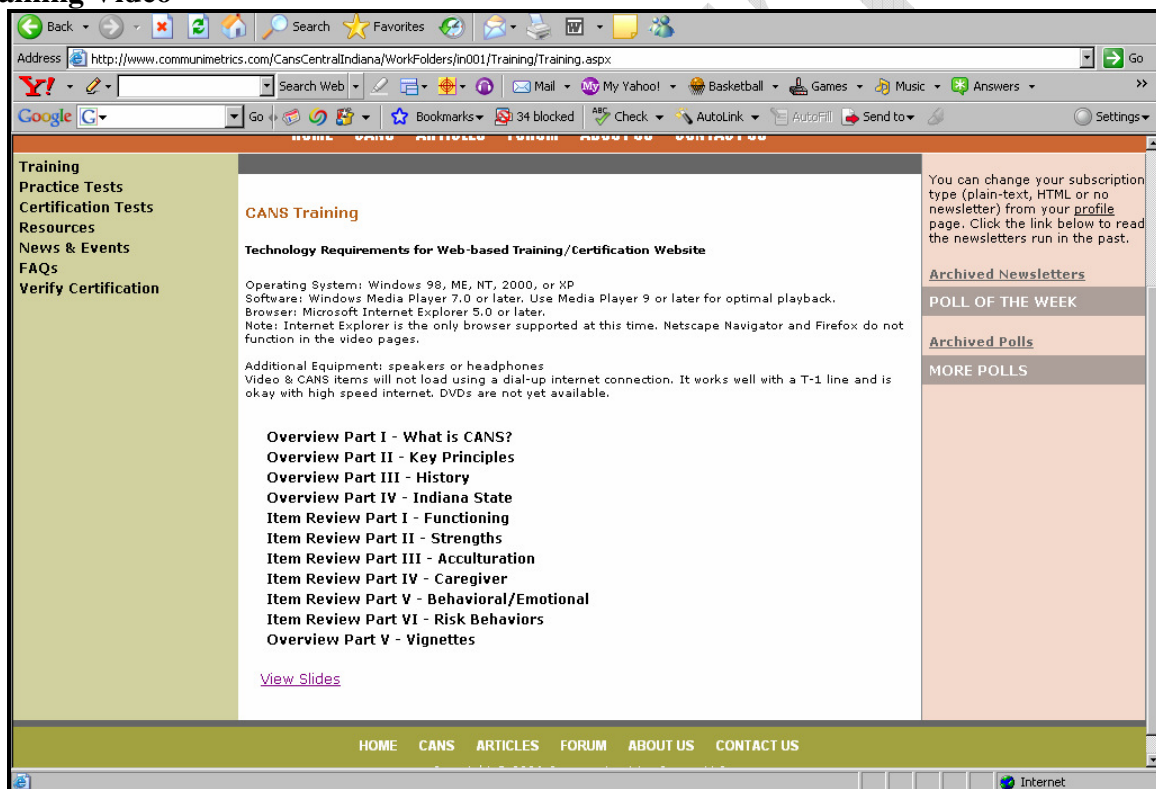 Training Video
Back Search Favorites
Address http://www.communimetrics.com/CansCentralIndiana/WorkFolders/in001/Training/Training.aspx Go
Y! Search Web Mail My Yahoo! Basketball Games Music Answers >>
Google G Go Bookmarks 34 blocked ABC Check AutoLink AutoFill Send to Settings
HOME CANS ARTICLES FORUM ABOUT US CONTACT US
Training
Practice Tests
Certification Tests
Resources
News & Events
FAQs
Verify Certification
CANS Training
Technology Requirements for Web-based Training/Certification Website
Operating System: Windows 98, ME, NT, 2000, or XP
Software: Windows Media Player 7.0 or later. Use Media Player 9 or later for optimal playback.
Browser: Microsoft Internet Explorer 5.0 or later.
Note: Internet Explorer is the only browser supported at this time. Netscape Navigator and Firefox do not
function in the video pages.
Additional Equipment: speakers or headphones
Video & CANS items will not load using a dial-up internet connection. It works well with a T-1 line and is
okay with high speed internet. DVDs are not yet available.
Overview Part I - What is CANS?
Overview Part II - Key Principles
Overview Part III - History
Overview Part IV - Indiana State
Item Review Part I - Functioning
Item Review Part II - Strengths
Item Review Part III - Acculturation
Item Review Part IV - Caregiver
Item Review Part V - Behavioral/Emotional
Item Review Part VI - Risk Behaviors
Overview Part V - Vignettes
View Slides
You can change your subscription
type (plain-text, HTML or no
newsletter) from your profile
page. Click the link below to read
the newsletters run in the past.
Archived Newsletters
POLL OF THE WEEK
Archived Polls
MORE POLLS
HOME CANS ARTICLES FORUM ABOUT US CONTACT US
Internet